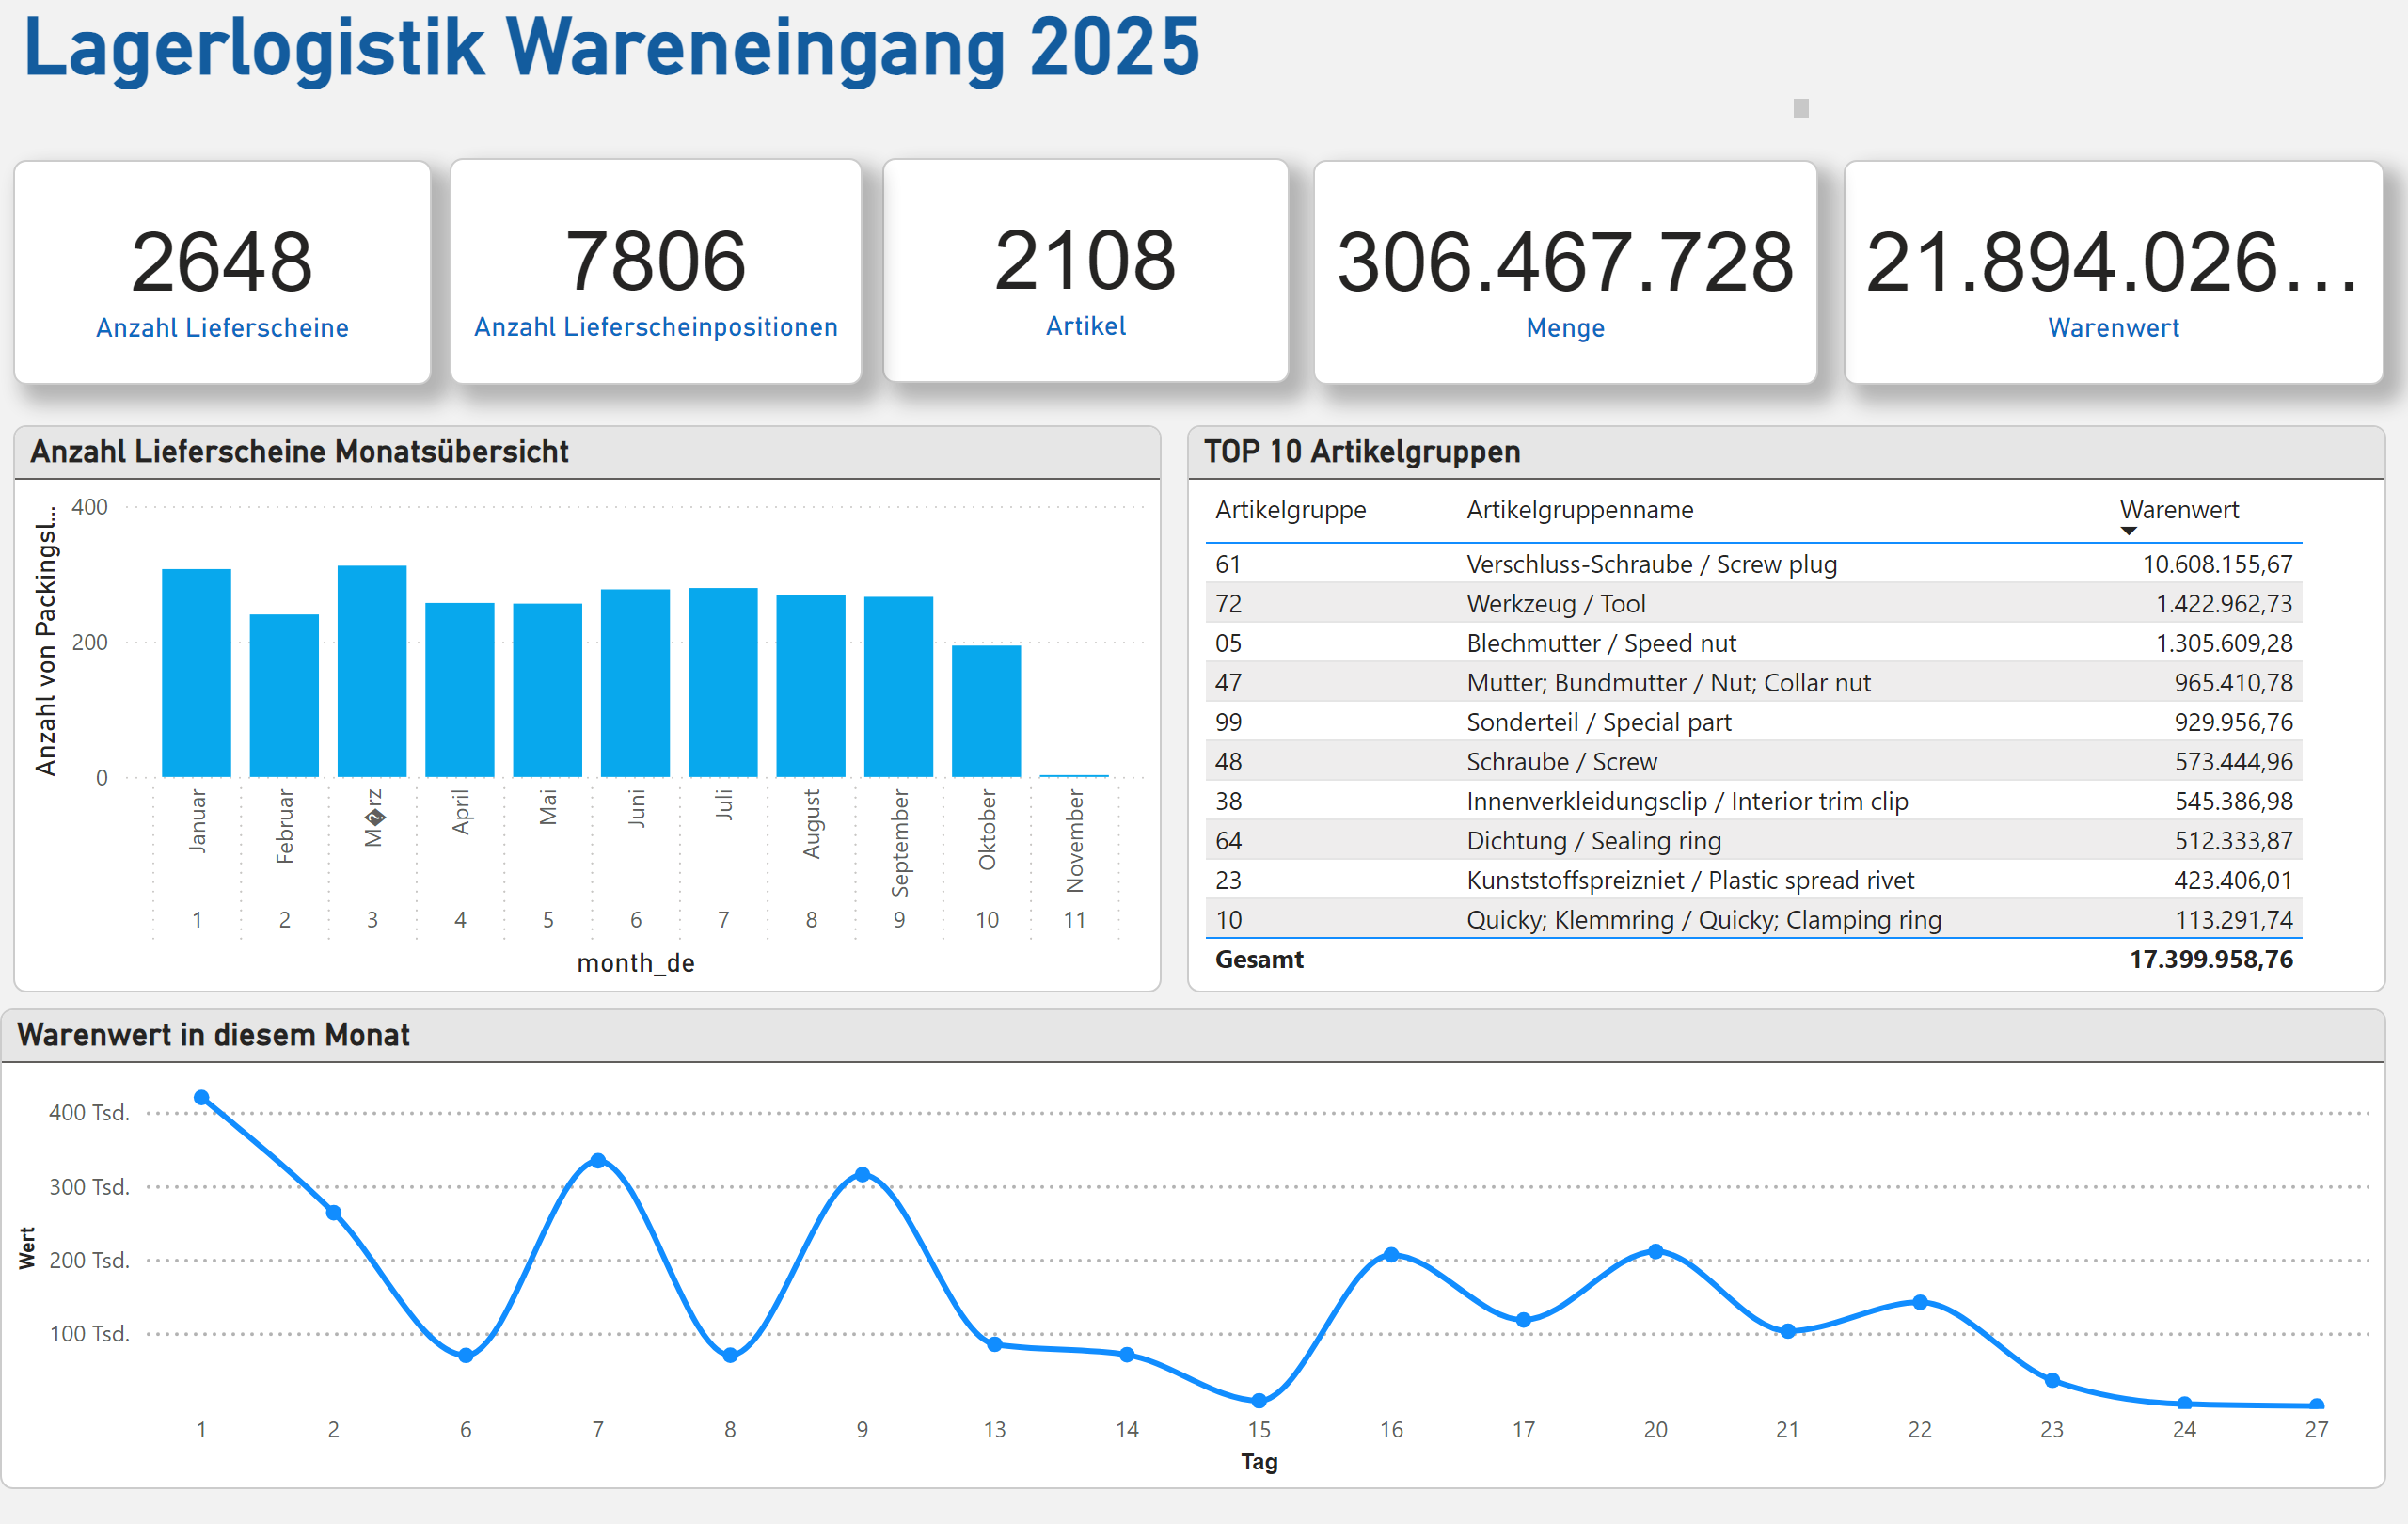 Lagerlogistik Wareneingang 2025
2648
Anzahl Lieferscheine
7806
Anzahl Lieferscheinpositionen
2108
Artikel
306.467.728
Menge
21.894.026...
Warenwert
Anzahl Lieferscheine Monatsübersicht
Anzahl von Packingsl...
400
200
0
Januar
Februar
M�rz
April
Mai
Juni
Juli
August
September
Oktober
November
1 2 3 4 5 6 7 8 9 10 11
month_de
TOP 10 Artikelgruppen
Artikelgruppe Artikelgruppenname Warenwert
61 Verschluss-Schraube / Screw plug 10.608.155,67
72 Werkzeug / Tool 1.422.962,73
05 Blechmutter / Speed nut 1.305.609,28
47 Mutter; Bundmutter / Nut; Collar nut 965.410,78
99 Sonderteil / Special part 929.956,76
48 Schraube / Screw 573.444,96
38 Innenverkleidungsclip / Interior trim clip 545.386,98
64 Dichtung / Sealing ring 512.333,87
23 Kunststoffspreizniet / Plastic spread rivet 423.406,01
10 Quicky; Klemmring / Quicky; Clamping ring 113.291,74
Gesamt 17.399.958,76
Warenwert in diesem Monat
Wert
400 Tsd.
300 Tsd.
200 Tsd.
100 Tsd.
1 2 6 7 8 9 13 14 15 16 17 20 21 22 23 24 27
Tag